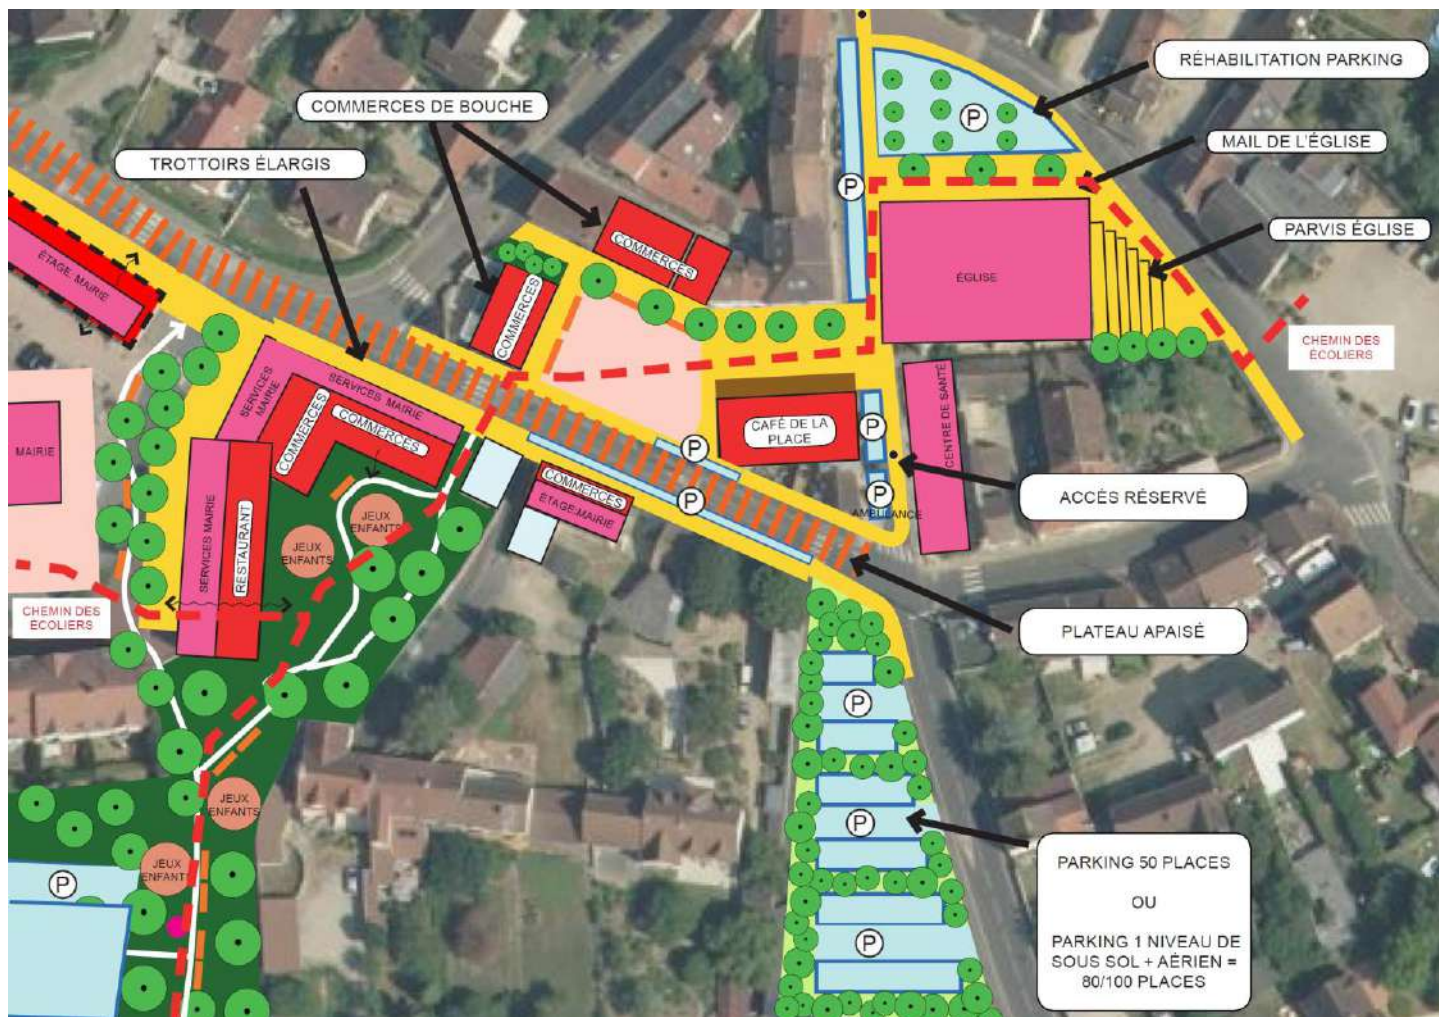 RÉHABILITATION PARKING
COMMERCES DE BOUCHE
P
MAIL DE L'ÉGLISE
TROTTOIRS ÉLARGIS
P
PARVIS ÉGLISE
COMMERCES
ÉTAGE MAIRIE
ÉGLISE
COMMERCES
CHEMIN DES
ÉCOLIERS
SERVICES MAIRIE
SERVICES
MAIRIE
COMMERCES
COMMERCES
CAFÉ DE LA
PLACE
P
CENTRE DE SANTÉ
MAIRIE
P
ACCÈS RÉSERVÉ
COMMERCES
ÉTAGE MAIRIE
P
P
AMBULANCE
JEUX
ENFANTS
JEUX
ENFANTS
SERVICES MAIRIE
RESTAURANT
CHEMIN DES
ÉCOLIERS
PLATEAU APAISÉ
P
JEUX
ENFANTS
P
JEUX
ENFANTS
P
PARKING 50 PLACES
OU
PARKING 1 NIVEAU DE
SOUS SOL + AÉRIEN =
80/100 PLACES
P